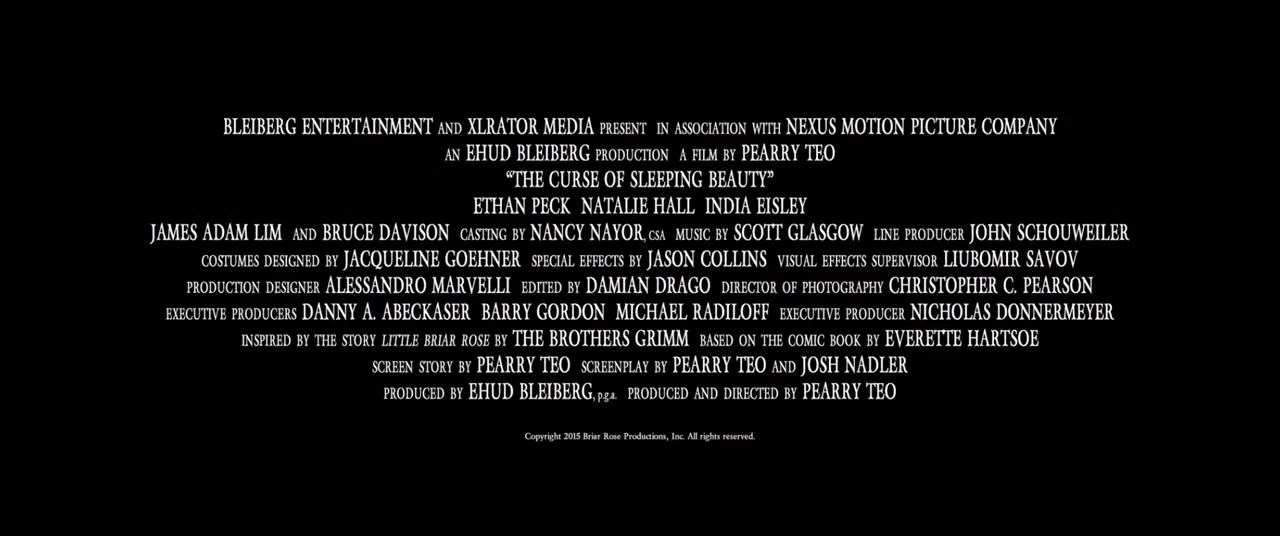 BLEIBERG ENTERTAINMENT AND XLRATOR MEDIA PRESENT IN ASSOCIATION WITH NEXUS MOTION PICTURE COMPANY
AN EHUD BLEIBERG PRODUCTION A FILM BY PEARRY TEO
“THE CURSE OF SLEEPING BEAUTY”
ETHAN PECK NATALIE HALL INDIA EISLEY
JAMES ADAM LIM AND BRUCE DAVISON CASTING BY NANCY NAYOR, CSA MUSIC BY SCOTT GLASGOW LINE PRODUCER JOHN SCHOUWEILER
COSTUMES DESIGNED BY JACQUELINE GOEHNER SPECIAL EFFECTS BY JASON COLLINS VISUAL EFFECTS SUPERVISOR LIUBOMIR SAVOV
PRODUCTION DESIGNER ALESSANDRO MARVELLI EDITED BY DAMIAN DRAGO DIRECTOR OF PHOTOGRAPHY CHRISTOPHER C. PEARSON
EXECUTIVE PRODUCERS DANNY A. ABECKASER BARRY GORDON MICHAEL RADILOFF EXECUTIVE PRODUCER NICHOLAS DONNERMEYER
INSPIRED BY THE STORY LITTLE BRIAR ROSE BY THE BROTHERS GRIMM BASED ON THE COMIC BOOK BY EVERETTE HARTSOE
SCREEN STORY BY PEARRY TEO SCREENPLAY BY PEARRY TEO AND JOSH NADLER
PRODUCED BY EHUD BLEIBERG, p.g.a. PRODUCED AND DIRECTED BY PEARRY TEO
Copyright 2015 Briar Rose Productions, Inc. All rights reserved.